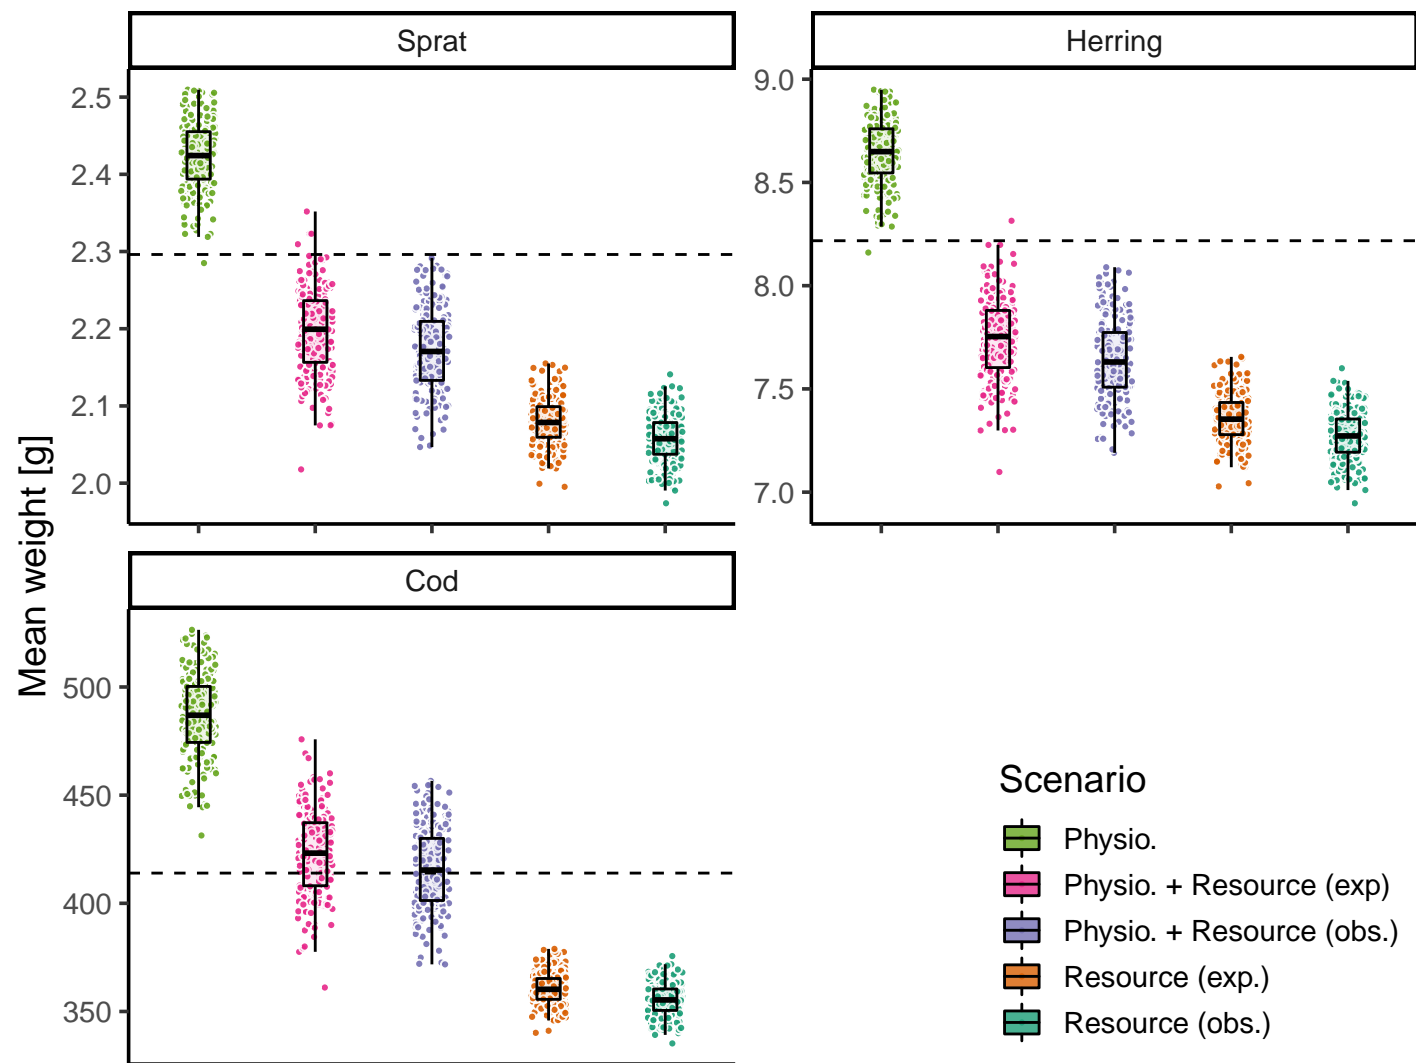 Sprat
Herring
2.5
2.4
2.3
2.2
2.1
2.0
9.0
8.5
8.0
7.5
7.0
Mean weight [g]
Cod
500
450
400
350
Scenario
Physio.
Physio. + Resource (exp)
Physio. + Resource (obs.)
Resource (exp.)
Resource (obs.)